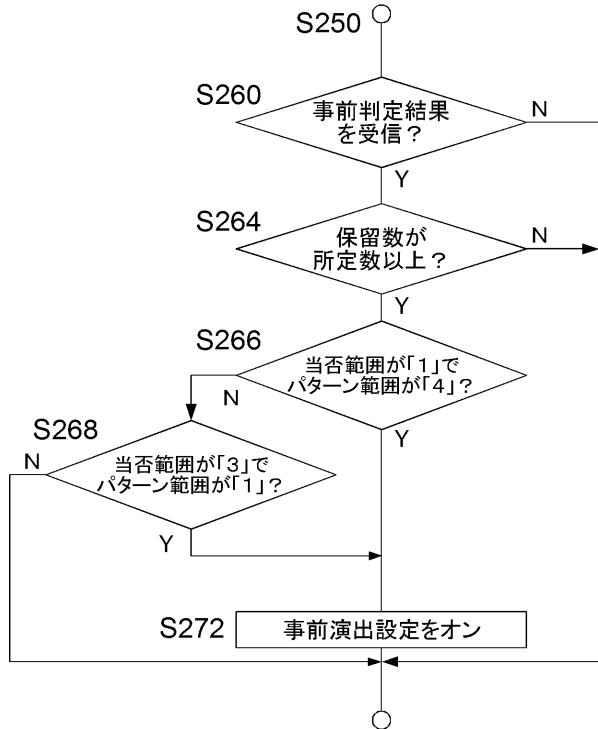 S250
S260
事前判定結果
を受信？
N
Y
S264
保留数が
所定数以上？
N
Y
S266
当否範囲が「1」で
パターン範囲が「4」？
N
Y
S268
N
当否範囲が「3」で
パターン範囲が「1」？
Y
S272
事前演出設定をオン